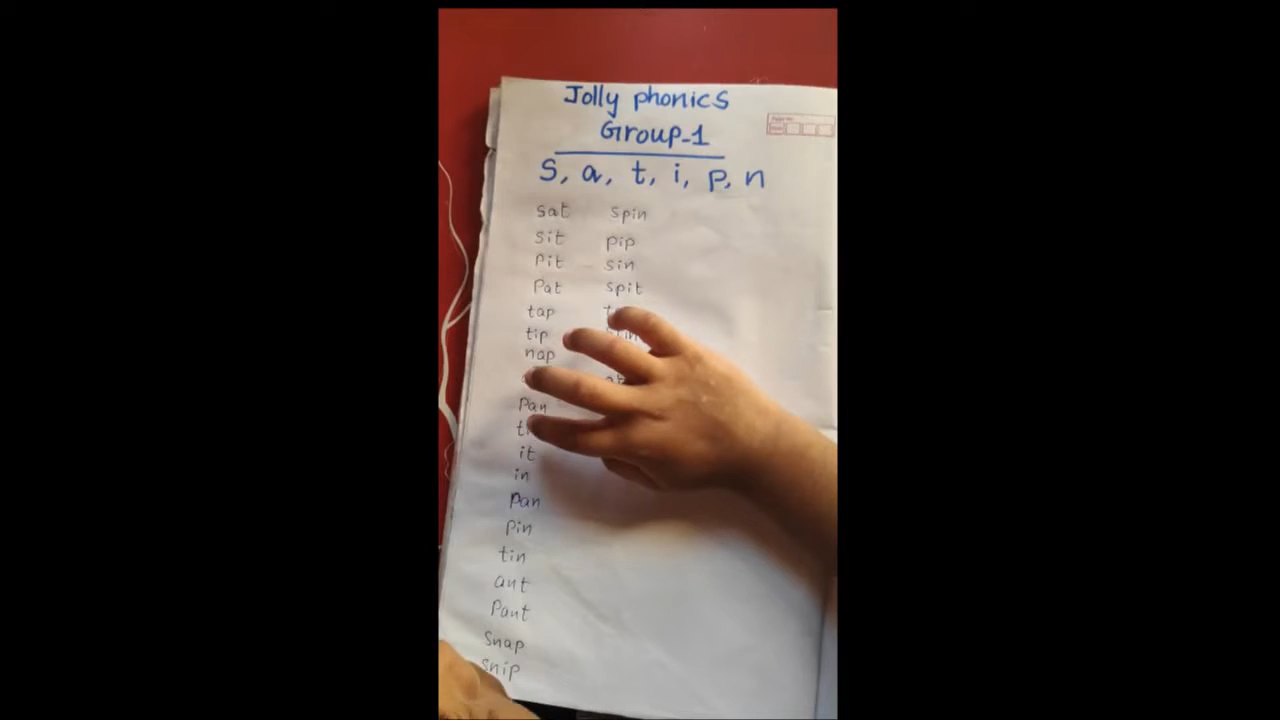 Jolly phonics
Group-1
S, a, t, i, p, n
sat spin
sit pip
Pit sin
Pat spit
tap
tip
nap
Pan
it
in
Pan
Pin
tin
ant
Pant
Snap
Snip